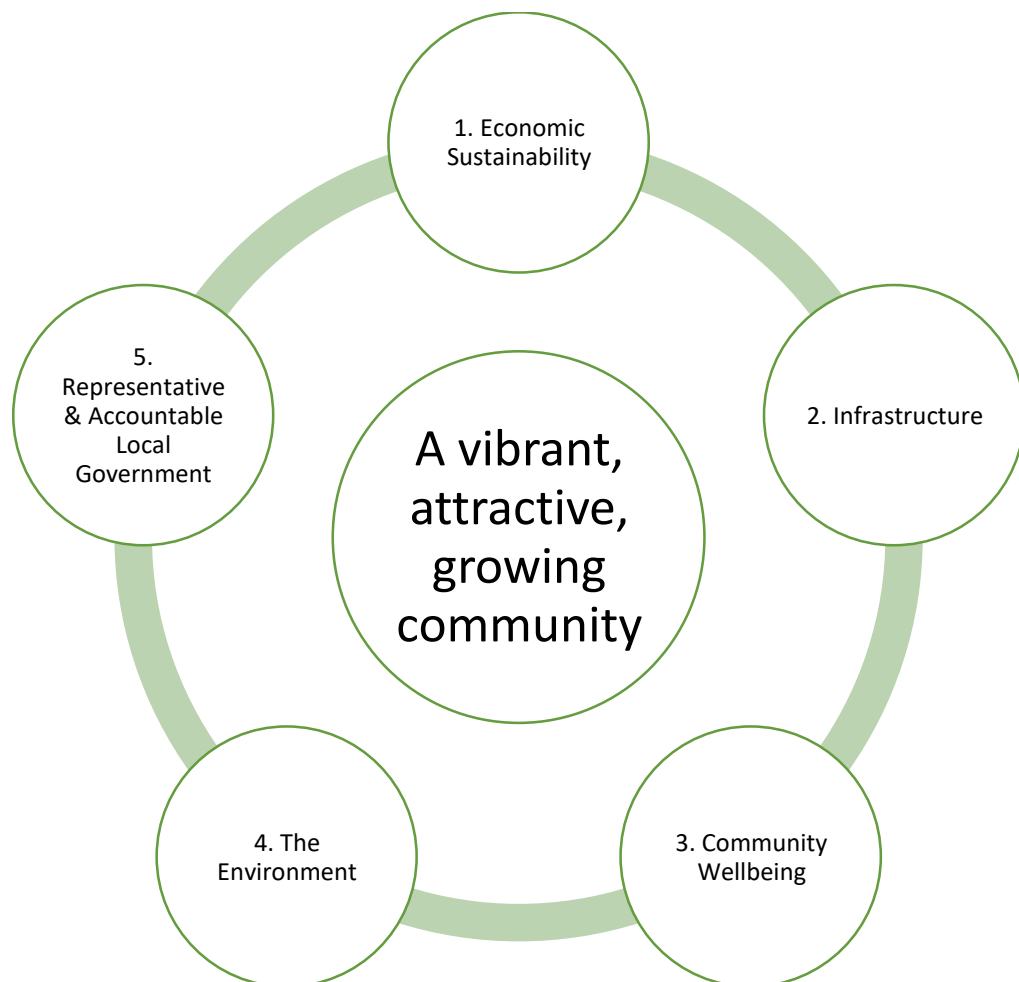 1. Economic
Sustainability
2. Infrastructure
3. Community
Wellbeing
4. The
Environment
5.
Representative
& Accountable
Local
Government
A vibrant,
attractive,
growing
community